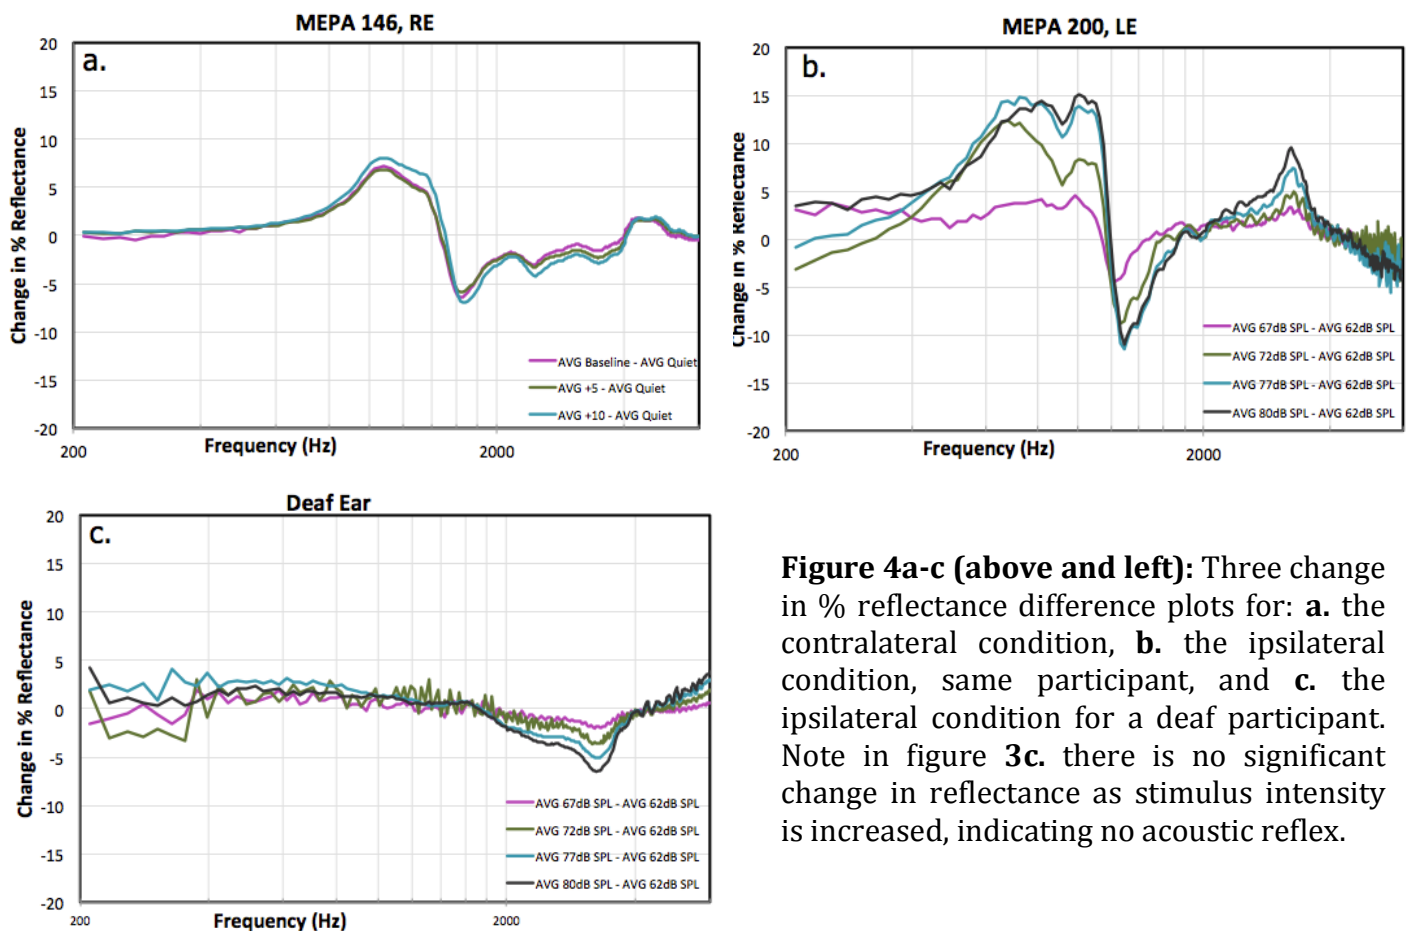 MEPA 146, RE
a.
20
15
10
5
0
-5
-10
-15
-20
Change in % Reflectance
AVG Baseline - AVG Quiet
AVG +5 - AVG Quiet
AVG +10 - AVG Quiet
200
Frequency (Hz)
2000
MEPA 200, LE
b.
20
15
10
5
0
-5
-10
-15
-20
Change in % Reflectance
AVG 67dB SPL - AVG 62dB SPL
AVG 72dB SPL - AVG 62dB SPL
AVG 77dB SPL - AVG 62dB SPL
AVG 80dB SPL - AVG 62dB SPL
200
Frequency (Hz)
2000
Deaf Ear
c.
20
15
10
5
0
-5
-10
-15
-20
Change in % Reflectance
AVG 67dB SPL - AVG 62dB SPL
AVG 72dB SPL - AVG 62dB SPL
AVG 77dB SPL - AVG 62dB SPL
AVG 80dB SPL - AVG 62dB SPL
200
Frequency (Hz)
2000
Figure 4a-c (above and left): Three change
in % reflectance difference plots for: a. the
contralateral condition, b. the ipsilateral
condition, same participant, and c. the
ipsilateral condition for a deaf participant.
Note in figure 3c. there is no significant
change in reflectance as stimulus intensity
is increased, indicating no acoustic reflex.